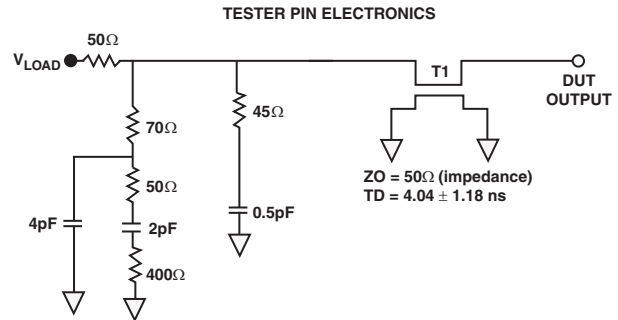 TESTER PIN ELECTRONICS
50Ω
V_LOAD
T1
DUT
OUTPUT
70Ω
45Ω
50Ω
4pF
2pF
0.5pF
400Ω
ZO = 50Ω (impedance)
TD = 4.04 ± 1.18 ns